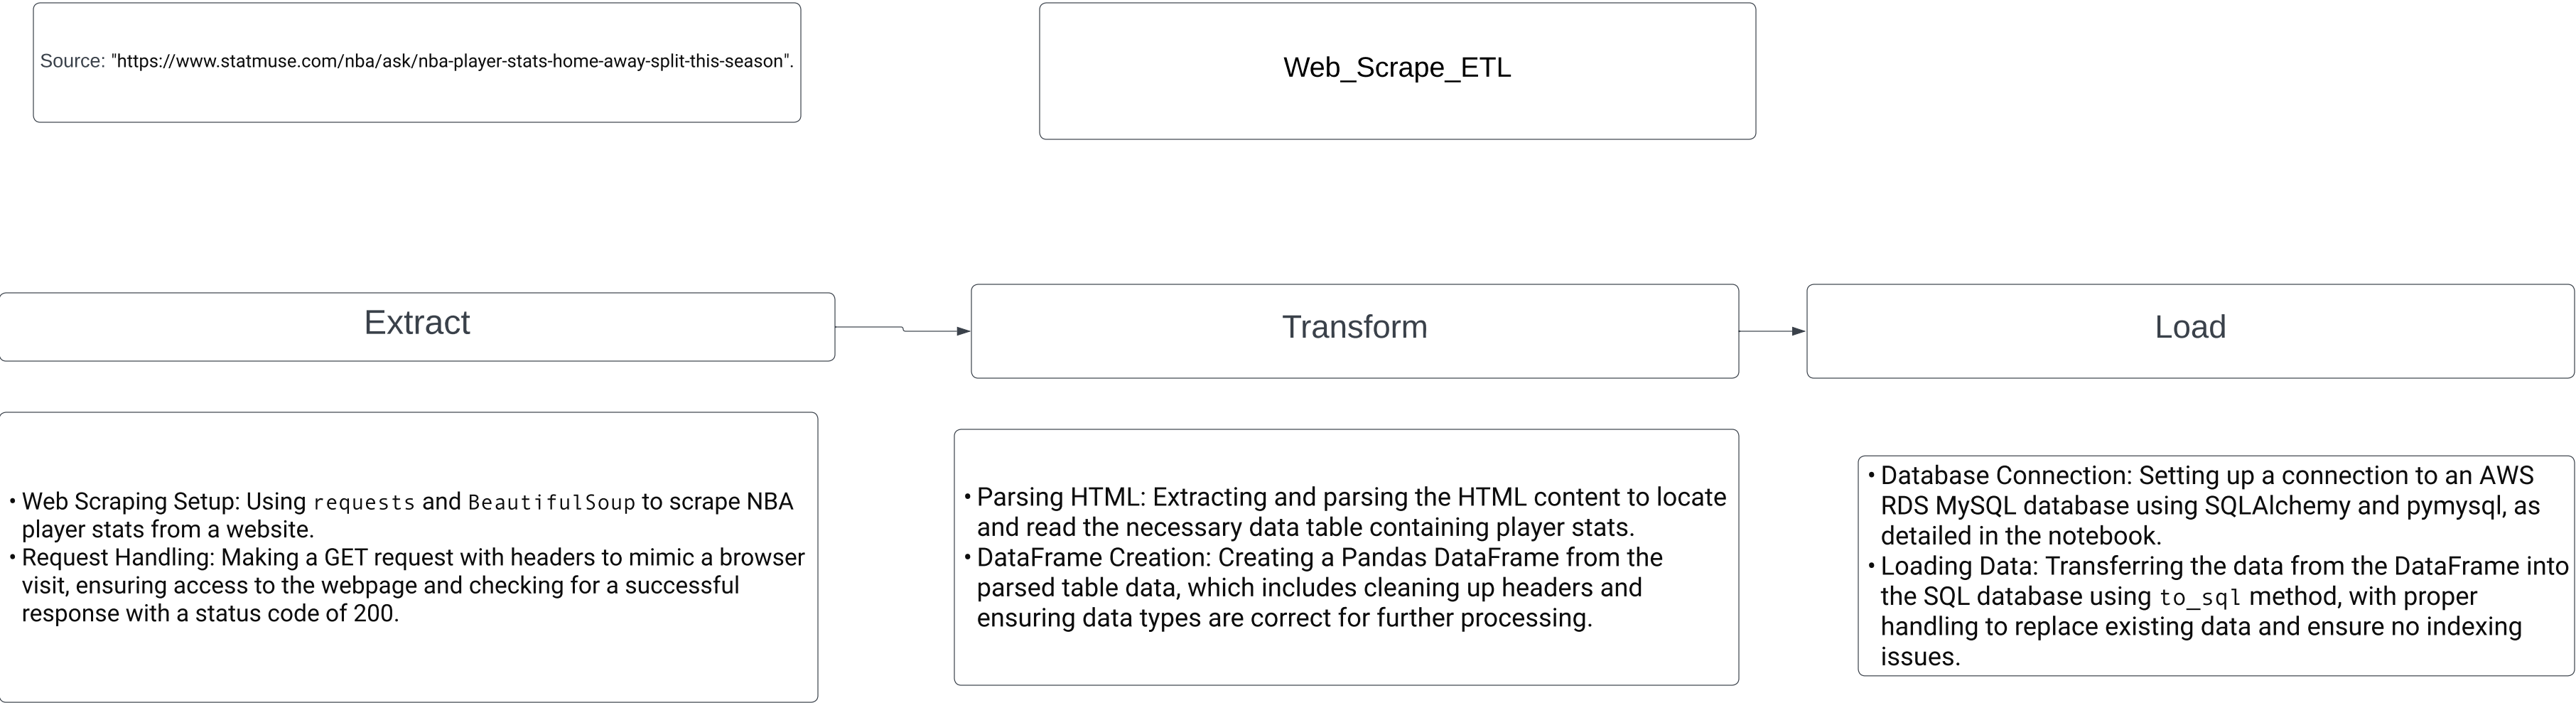 Source: "https://www.statmuse.com/nba/ask/nba-player-stats-home-away-split-this-season".
Web_Scrape_ETL
Extract
Transform
Load
• Web Scraping Setup: Using requests and BeautifulSoup to scrape NBA
player stats from a website.
• Request Handling: Making a GET request with headers to mimic a browser
visit, ensuring access to the webpage and checking for a successful
response with a status code of 200.
• Parsing HTML: Extracting and parsing the HTML content to locate
and read the necessary data table containing player stats.
• DataFrame Creation: Creating a Pandas DataFrame from the
parsed table data, which includes cleaning up headers and
ensuring data types are correct for further processing.
• Database Connection: Setting up a connection to an AWS
RDS MySQL database using SQLAlchemy and pymysql, as
detailed in the notebook.
• Loading Data: Transferring the data from the DataFrame into
the SQL database using to_sql method, with proper
handling to replace existing data and ensure no indexing
issues.